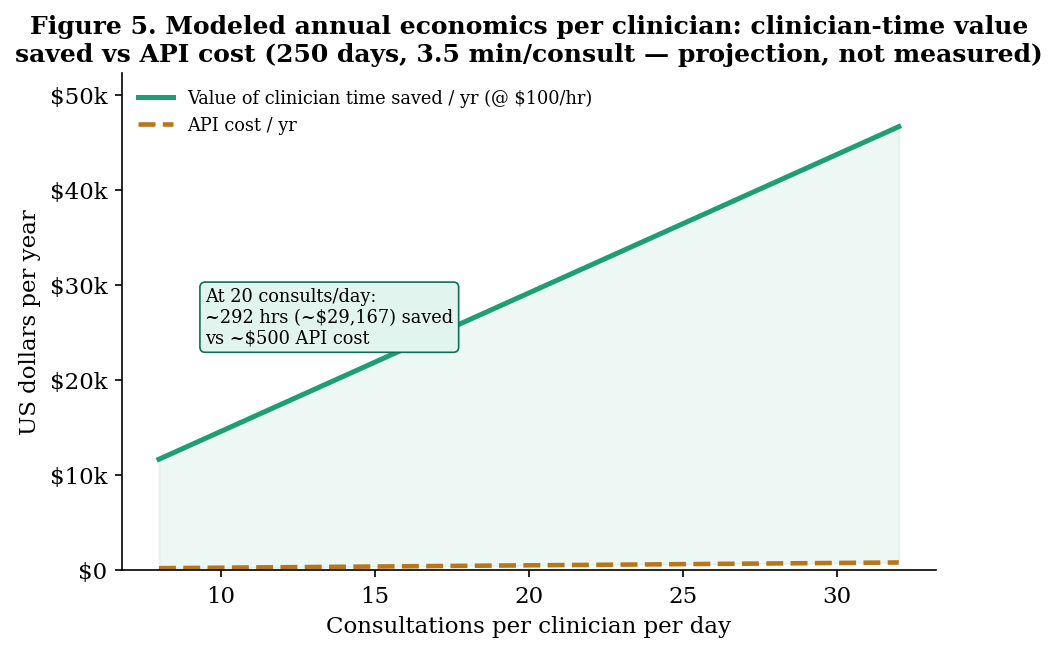 Figure 5. Modeled annual economics per clinician: clinician-time value
saved vs API cost (250 days, 3.5 min/consult — projection, not measured)
Value of clinician time saved / yr (@ $100/hr)
API cost / yr
$50k
$40k
$30k
$20k
$10k
$0
US dollars per year
At 20 consults/day:
~292 hrs (~$29,167) saved
vs ~$500 API cost
10 15 20 25 30
Consultations per clinician per day